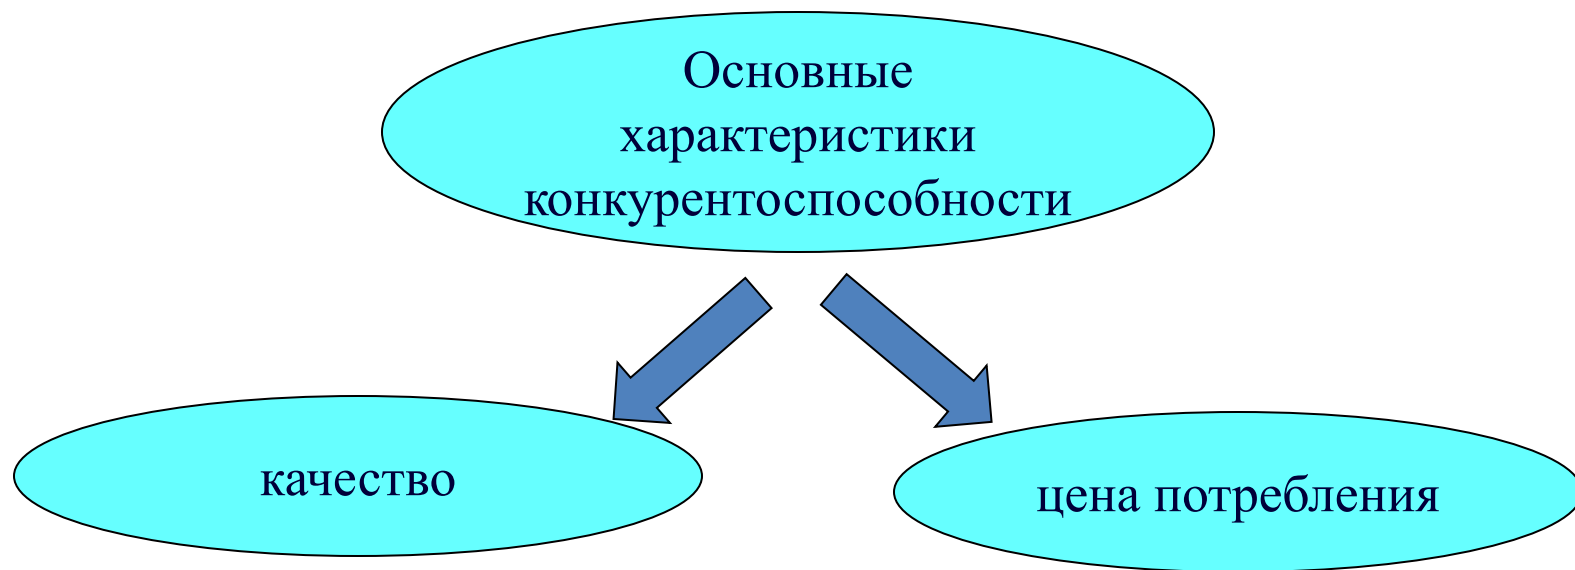 Основные
характеристики
конкурентоспособности
качество
цена потребления